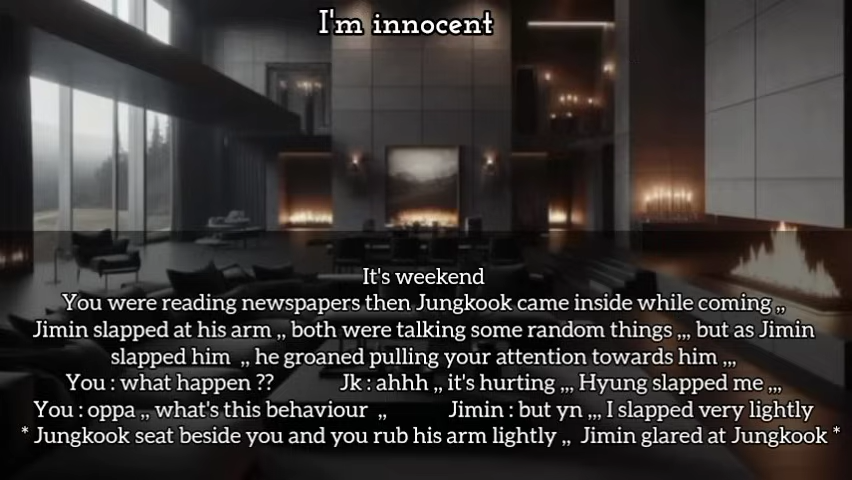 I'm innocent
It's weekend
You were reading newspapers then Jungkook came inside while coming ,,
Jimin slapped at his arm ,, both were talking some random things ,,, but as Jimin
slapped him ,, he groaned pulling your attention towards him ,,,
You : what happen ?? Jk : ahhh ,, it's hurting ,,, Hyung slapped me ,,,
You : oppa ,, what's this behaviour ,, Jimin : but yn ,,, I slapped very lightly
* Jungkook seat beside you and you rub his arm lightly ,, Jimin glared at Jungkook *